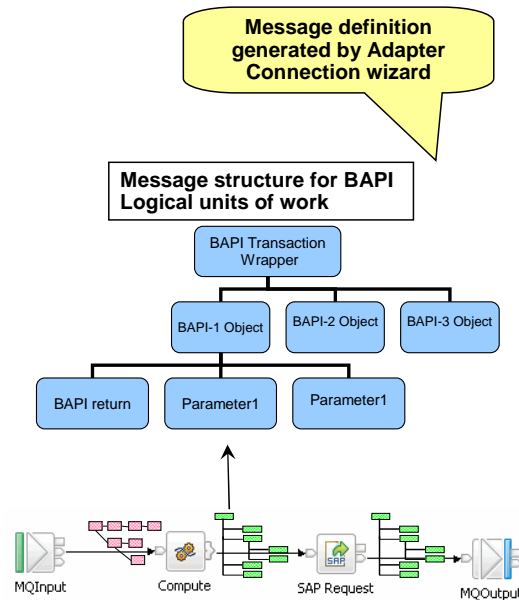 Message definition
generated by Adapter
Connection wizard
Message structure for BAPI
Logical units of work
BAPI Transaction
Wrapper
BAPI-1 Object
BAPI-2 Object
BAPI-3 Object
BAPI return
Parameter1
Parameter1
SAP
MQInput
Compute
SAP Request
MQOutput